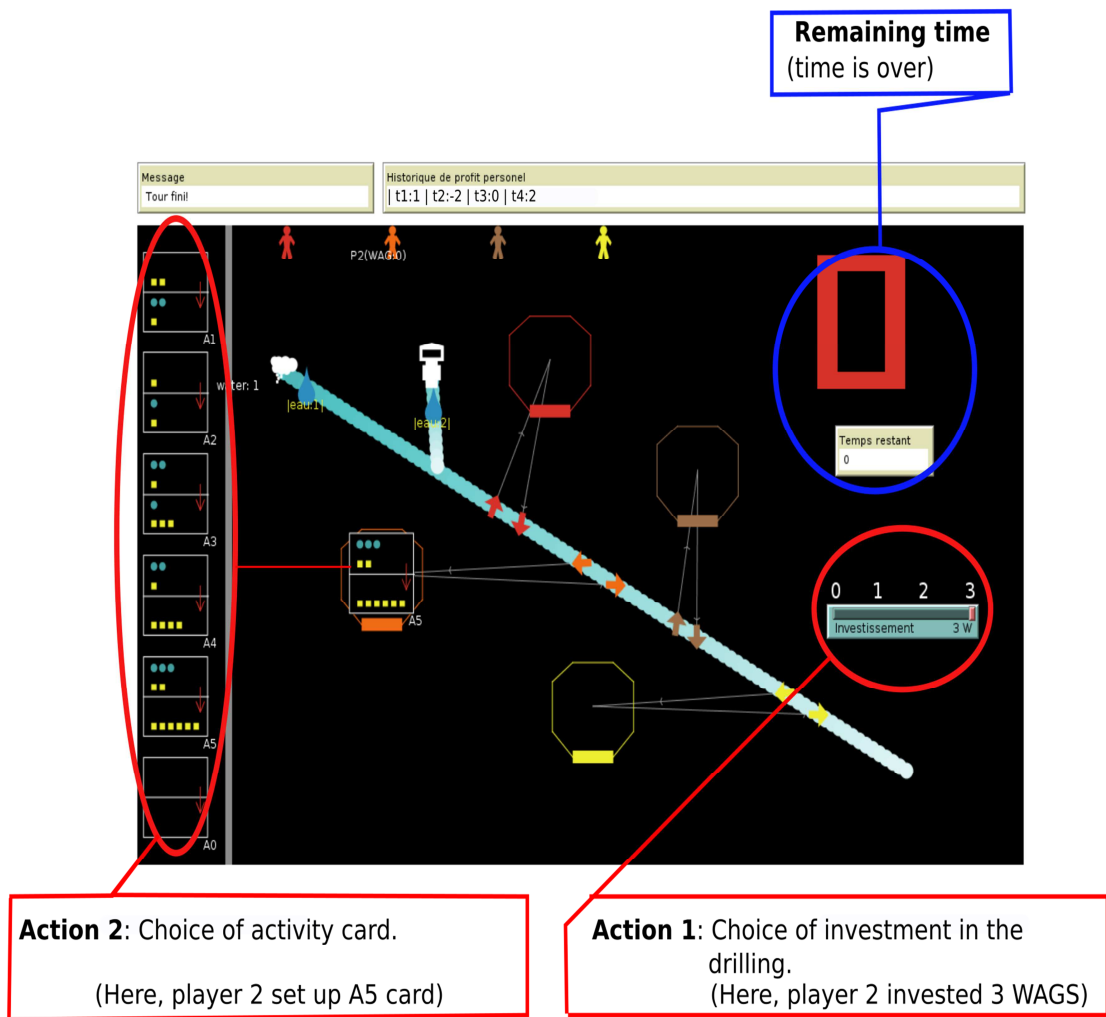 Remaining time
(time is over)
Message
Tour fini!
Historique de profit personel
| t1:1 | t2:-2 | t3:0 | t4:2
P2(WAG:0)
A1
water: 1
|eau:1|
|eau:2|
A2
Temps restant
0
A3
0 1 2 3
Investissement 3 W
A5
A4
A5
A0
Action 2: Choice of activity card.
(Here, player 2 set up A5 card)
Action 1: Choice of investment in the
drilling.
(Here, player 2 invested 3 WAGS)